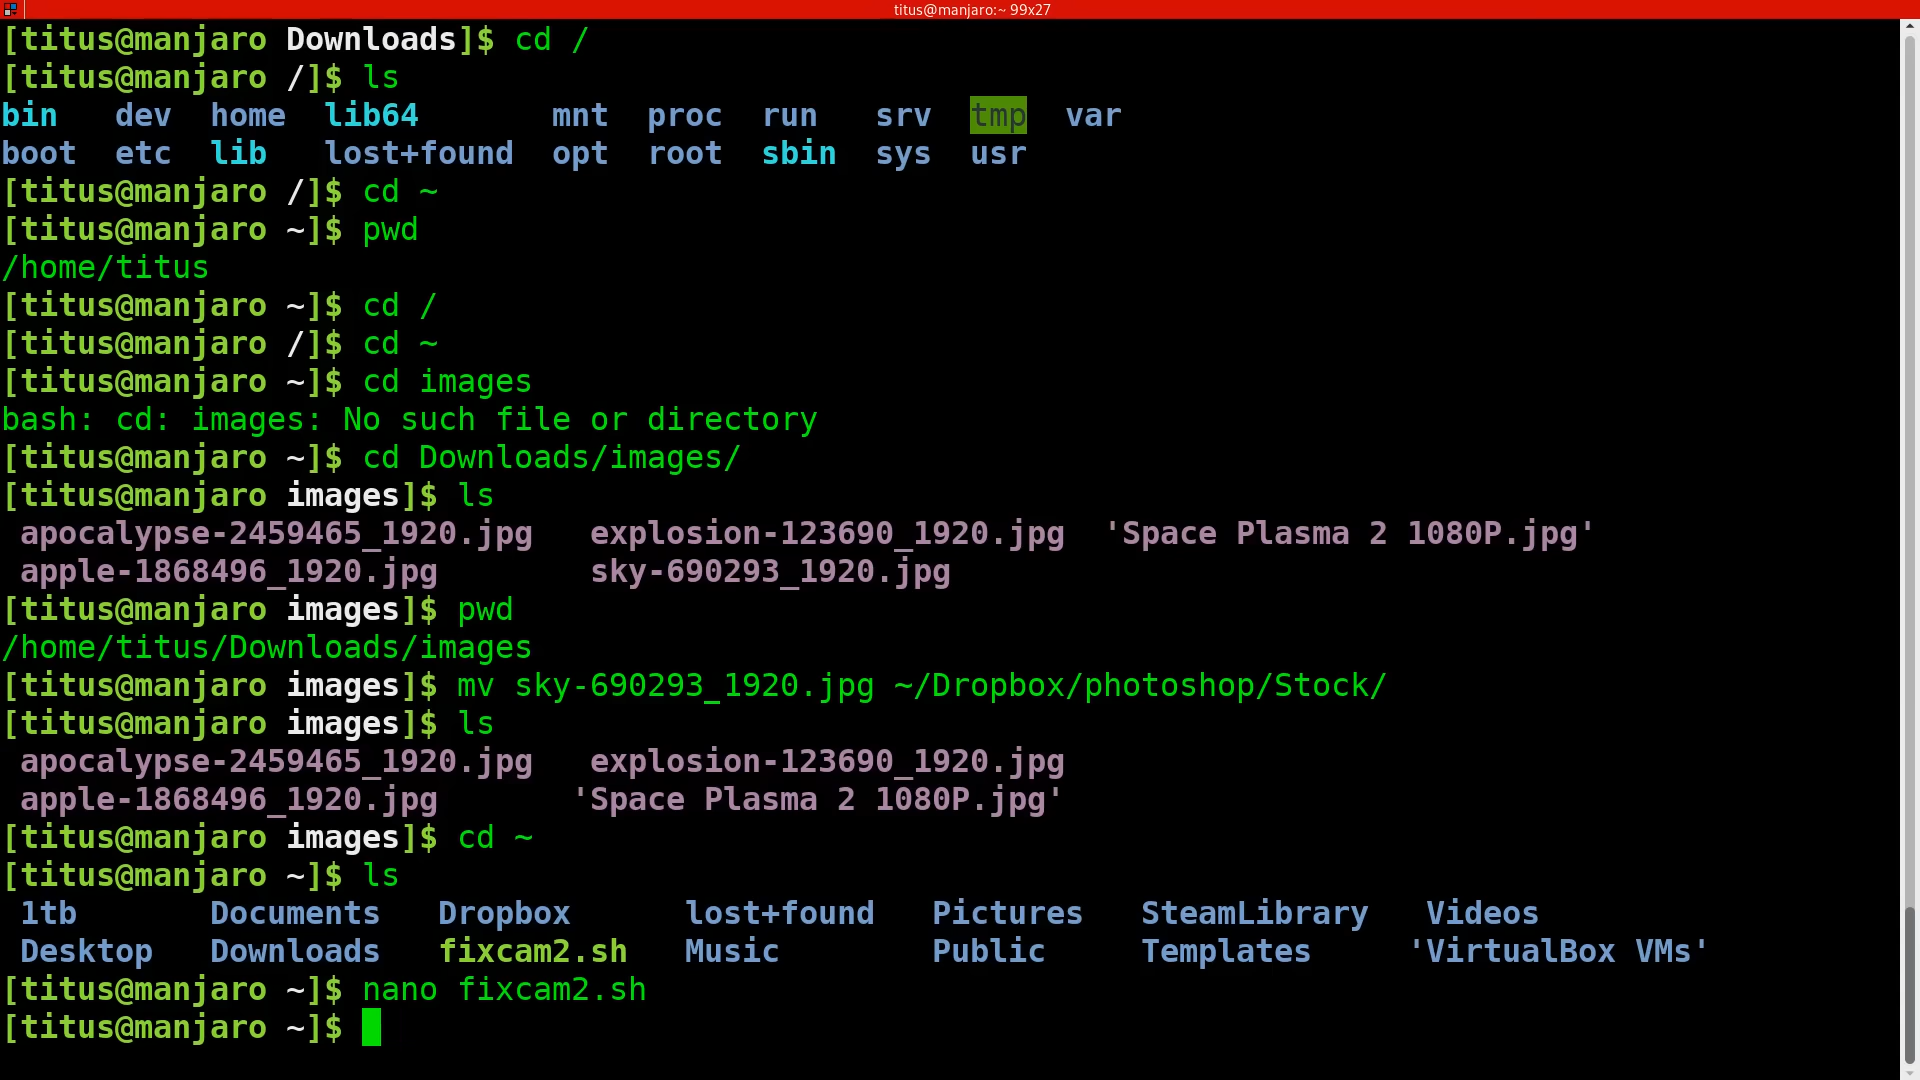 titus@manjaro:~ 99x27
[titus@manjaro Downloads]$ cd /
[titus@manjaro /]$ ls
bin   dev  home  lib64       mnt  proc  run   srv  tmp  var
boot  etc  lib   lost+found  opt  root  sbin  sys  usr
[titus@manjaro /]$ cd ~
[titus@manjaro ~]$ pwd
/home/titus
[titus@manjaro ~]$ cd /
[titus@manjaro /]$ cd ~
[titus@manjaro ~]$ cd images
bash: cd: images: No such file or directory
[titus@manjaro ~]$ cd Downloads/images/
[titus@manjaro images]$ ls
 apocalypse-2459465_1920.jpg   explosion-123690_1920.jpg  'Space Plasma 2 1080P.jpg'
 apple-1868496_1920.jpg        sky-690293_1920.jpg
[titus@manjaro images]$ pwd
/home/titus/Downloads/images
[titus@manjaro images]$ mv sky-690293_1920.jpg ~/Dropbox/photoshop/Stock/
[titus@manjaro images]$ ls
 apocalypse-2459465_1920.jpg   explosion-123690_1920.jpg
 apple-1868496_1920.jpg       'Space Plasma 2 1080P.jpg'
[titus@manjaro images]$ cd ~
[titus@manjaro ~]$ ls
 1tb       Documents   Dropbox      lost+found   Pictures   SteamLibrary   Videos
 Desktop   Downloads   fixcam2.sh   Music        Public     Templates     'VirtualBox VMs'
[titus@manjaro ~]$ nano fixcam2.sh
[titus@manjaro ~]$